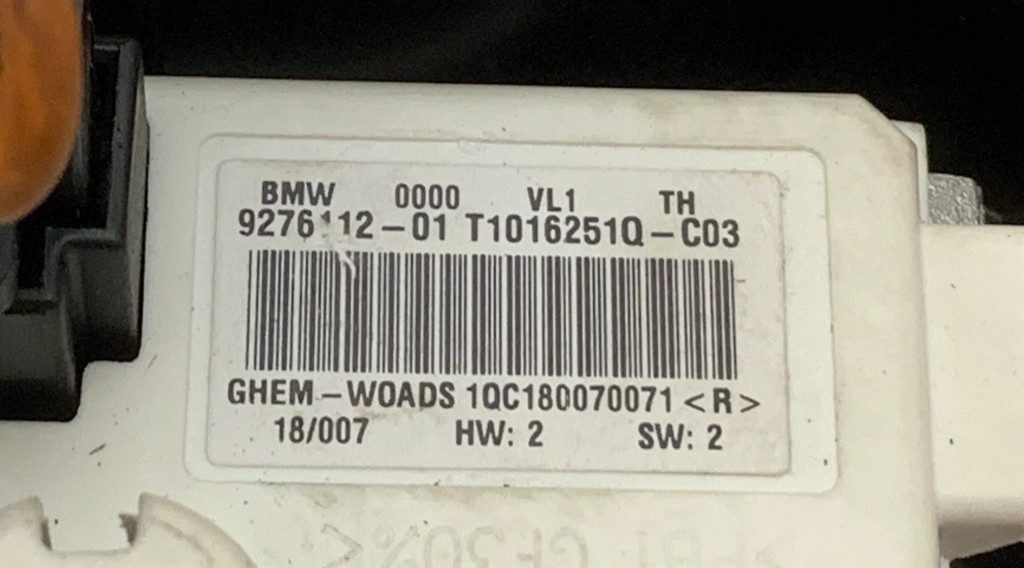 BMW 0000 VL1 TH
9276112-01 T1016251Q-C03
GHEM-WOADS 1QC180070071 <R>
18/007 HW: 2 SW: 2